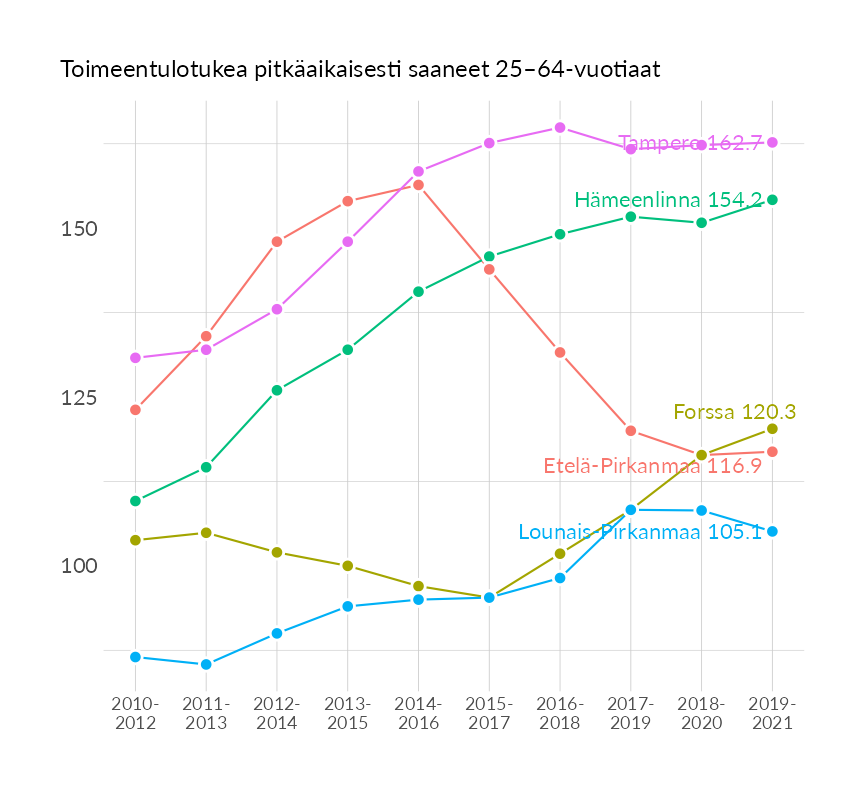 Toimeentulotukea pitkäaikaisesti saaneet 25–64-vuotiaat
Tampere 162.7
Hämeenlinna 154.2
150
125
Forssa 120.3
Etelä-Pirkanmaa 116.9
Lounais-Pirkanmaa 105.1
100
2010- 2011- 2012- 2013- 2014- 2015- 2016- 2017- 2018- 2019-
2012 2013 2014 2015 2016 2017 2018 2019 2020 2021